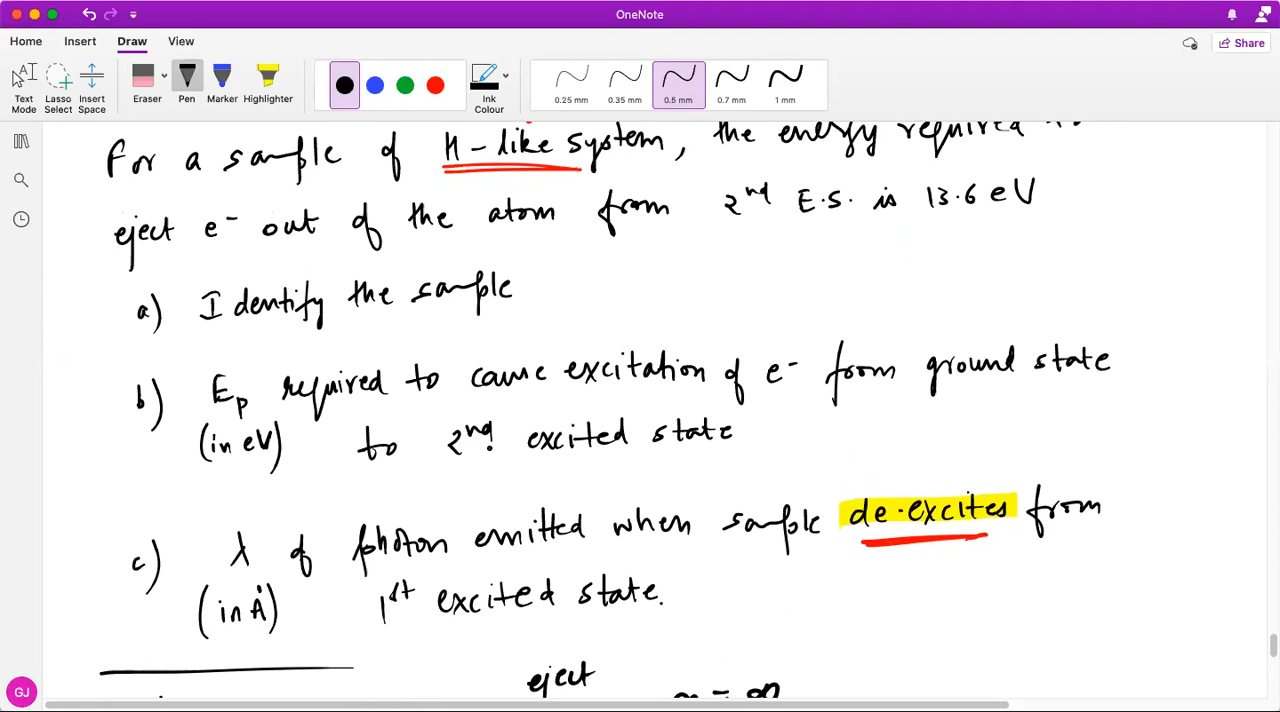 OneNote
Home Insert Draw View
Share
Text Mode
Lasso Select
Insert Space
Eraser
Pen
Marker
Highlighter
Ink Colour
0.25 mm
0.35 mm
0.5 mm
0.7 mm
1 mm
For a sample of H-like system, the energy required to
eject e⁻ out of the atom from 2nd E.S. is 13.6 eV
a) Identify the sample
b) Ep required to cause excitation of e⁻ from ground state
(in eV) to 2nd excited state
c) λ of photon emitted when sample de-excites from
(in Å) 1st excited state.
eject
n = ∞
GJ